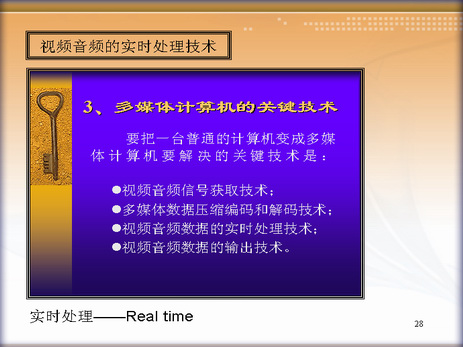 视频音频的实时处理技术
3、多媒体计算机的关键技术
要把一台普通的计算机变成多媒
体计算机要解决的关键技术是：
●视频音频信号获取技术；
●多媒体数据压缩编码和解码技术；
●视频音频数据的实时处理技术；
●视频音频数据的输出技术。
实时处理——Real time
28